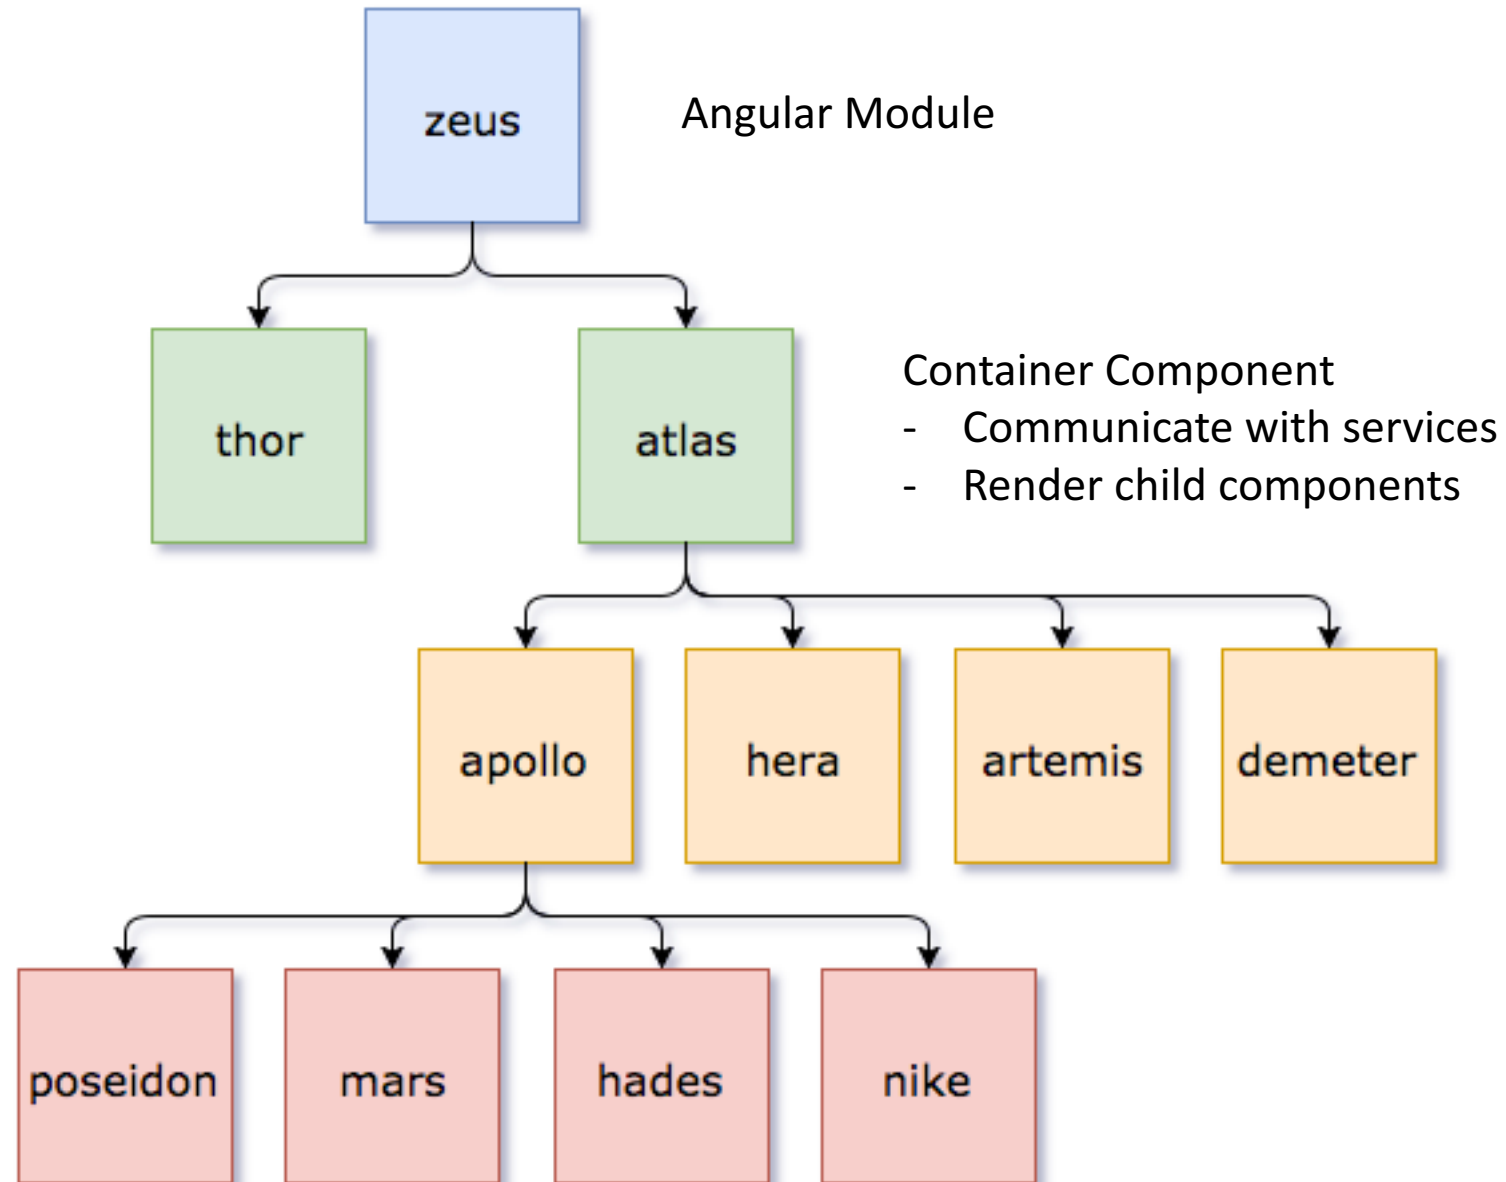 zeus
Angular Module
thor
atlas
Container Component
- Communicate with services
- Render child components
apollo
hera
artemis
demeter
poseidon
mars
hades
nike